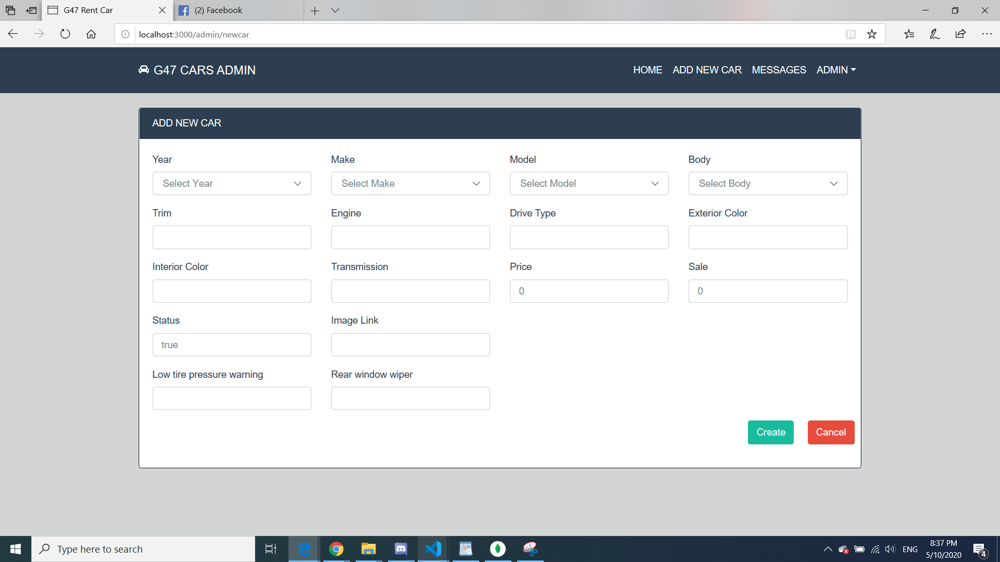 G47 Rent Car
(2) Facebook
localhost:3000/admin/newcar
G47 CARS ADMIN
HOME ADD NEW CAR MESSAGES ADMIN
ADD NEW CAR
Year Make Model Body
Select Year Select Make Select Model Select Body
Trim Engine Drive Type Exterior Color
Interior Color Transmission Price Sale
0 0
Status Image Link
true
Low tire pressure warning Rear window wiper
Create Cancel
Type here to search
ENG
8:37 PM
5/10/2020
4